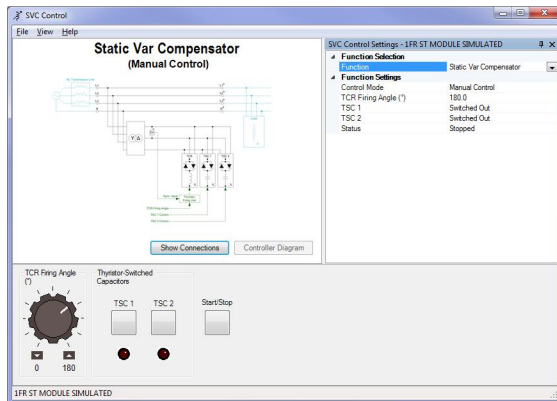 SVC Control
File View Help
Static Var Compensator
(Manual Control)
Show Connections
Controller Diagram
SVC Control Settings - 1FR ST MODULE SIMULATED
Function Selection
Function Static Var Compensator
Function Settings
Control Mode Manual Control
TCR Firing Angle (°) 180.0
TSC 1 Switched Out
TSC 2 Switched Out
Status Stopped
TCR Firing Angle
(°)
0 180
Thyristor-Switched
Capacitors
TSC 1 TSC 2
Start/Stop
1FR ST MODULE SIMULATED